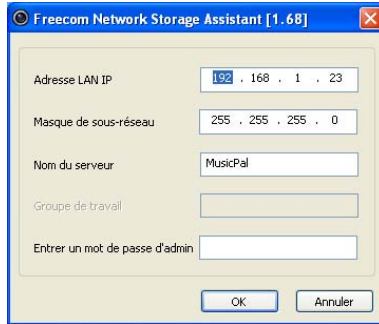 Freecom Network Storage Assistant [1.68]
Adresse LAN IP 192 . 168 . 1 . 23
Masque de sous-réseau 255 . 255 . 255 . 0
Nom du serveur MusicPal
Groupe de travail
Entrer un mot de passe d'admin
OK Annuler